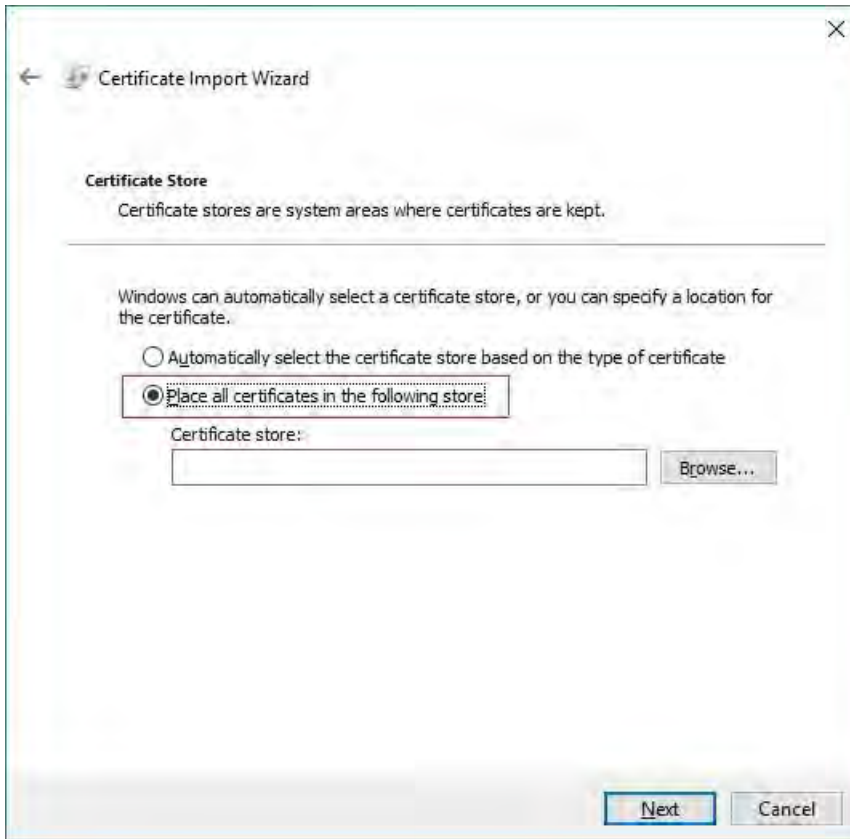 Certificate Import Wizard
Certificate Store
Certificate stores are system areas where certificates are kept.
Windows can automatically select a certificate store, or you can specify a location for
the certificate.
Automatically select the certificate store based on the type of certificate
Place all certificates in the following store
Certificate store:
Browse...
Next
Cancel